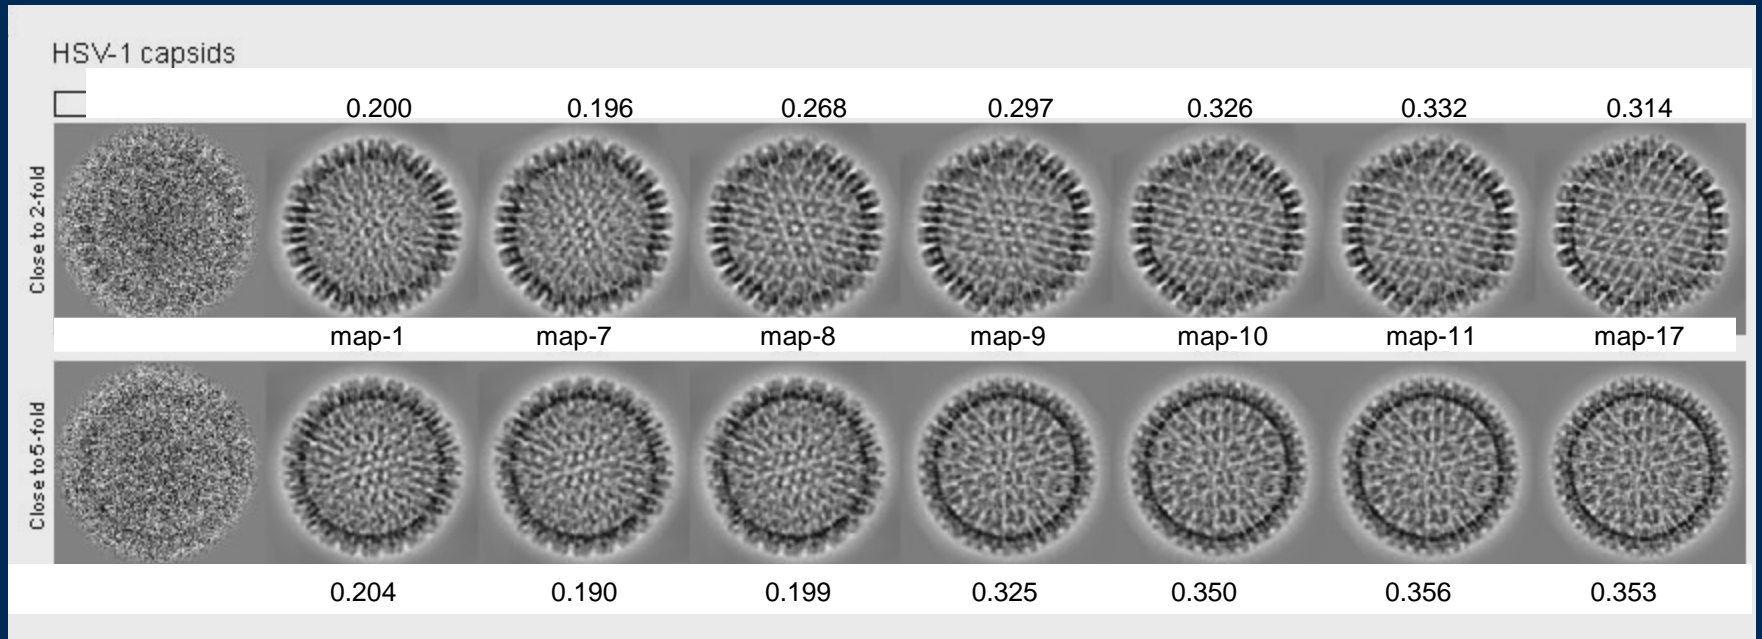 HSV-1 capsids
0.200 0.196 0.268 0.297 0.326 0.332 0.314
Close to 2-fold
map-1 map-7 map-8 map-9 map-10 map-11 map-17
Close to 5-fold
0.204 0.190 0.199 0.325 0.350 0.356 0.353